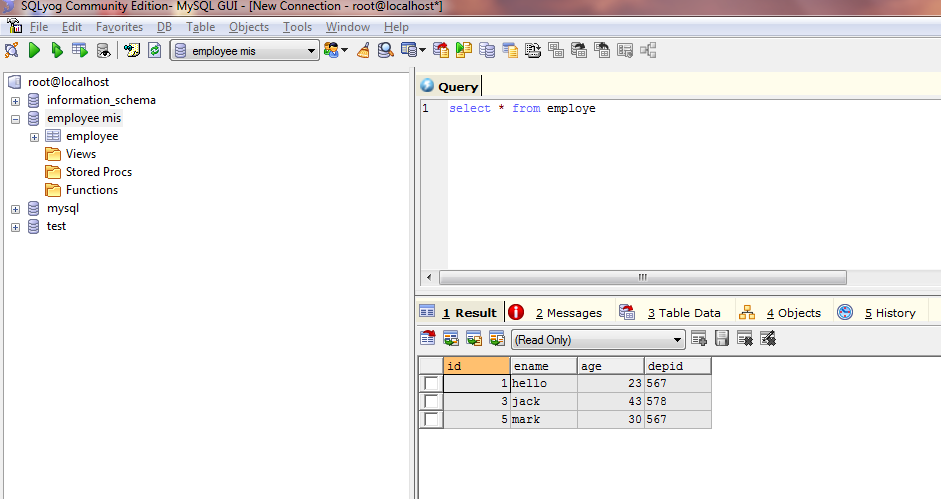 SQLyog Community Edition- MySQL GUI - [New Connection - root@localhost*]
File Edit Favorites DB Table Objects Tools Window Help
employee mis
root@localhost
information_schema
employee mis
employee
Views
Stored Procs
Functions
mysql
test
Query
1 select * from employe
1 Result 2 Messages 3 Table Data 4 Objects 5 History
(Read Only)
id ename age depid
1 hello 23 567
3 jack 43 578
5 mark 30 567